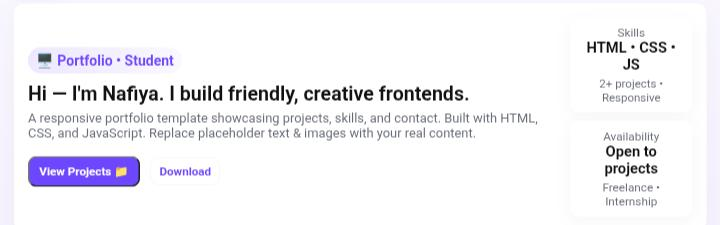 🖥️ Portfolio • Student
Hi — I'm Nafiya. I build friendly, creative frontends.
A responsive portfolio template showcasing projects, skills, and contact. Built with HTML,
CSS, and JavaScript. Replace placeholder text & images with your real content.
View Projects 📁
Download
Skills
HTML • CSS •
JS
2+ projects •
Responsive
Availability
Open to
projects
Freelance •
Internship